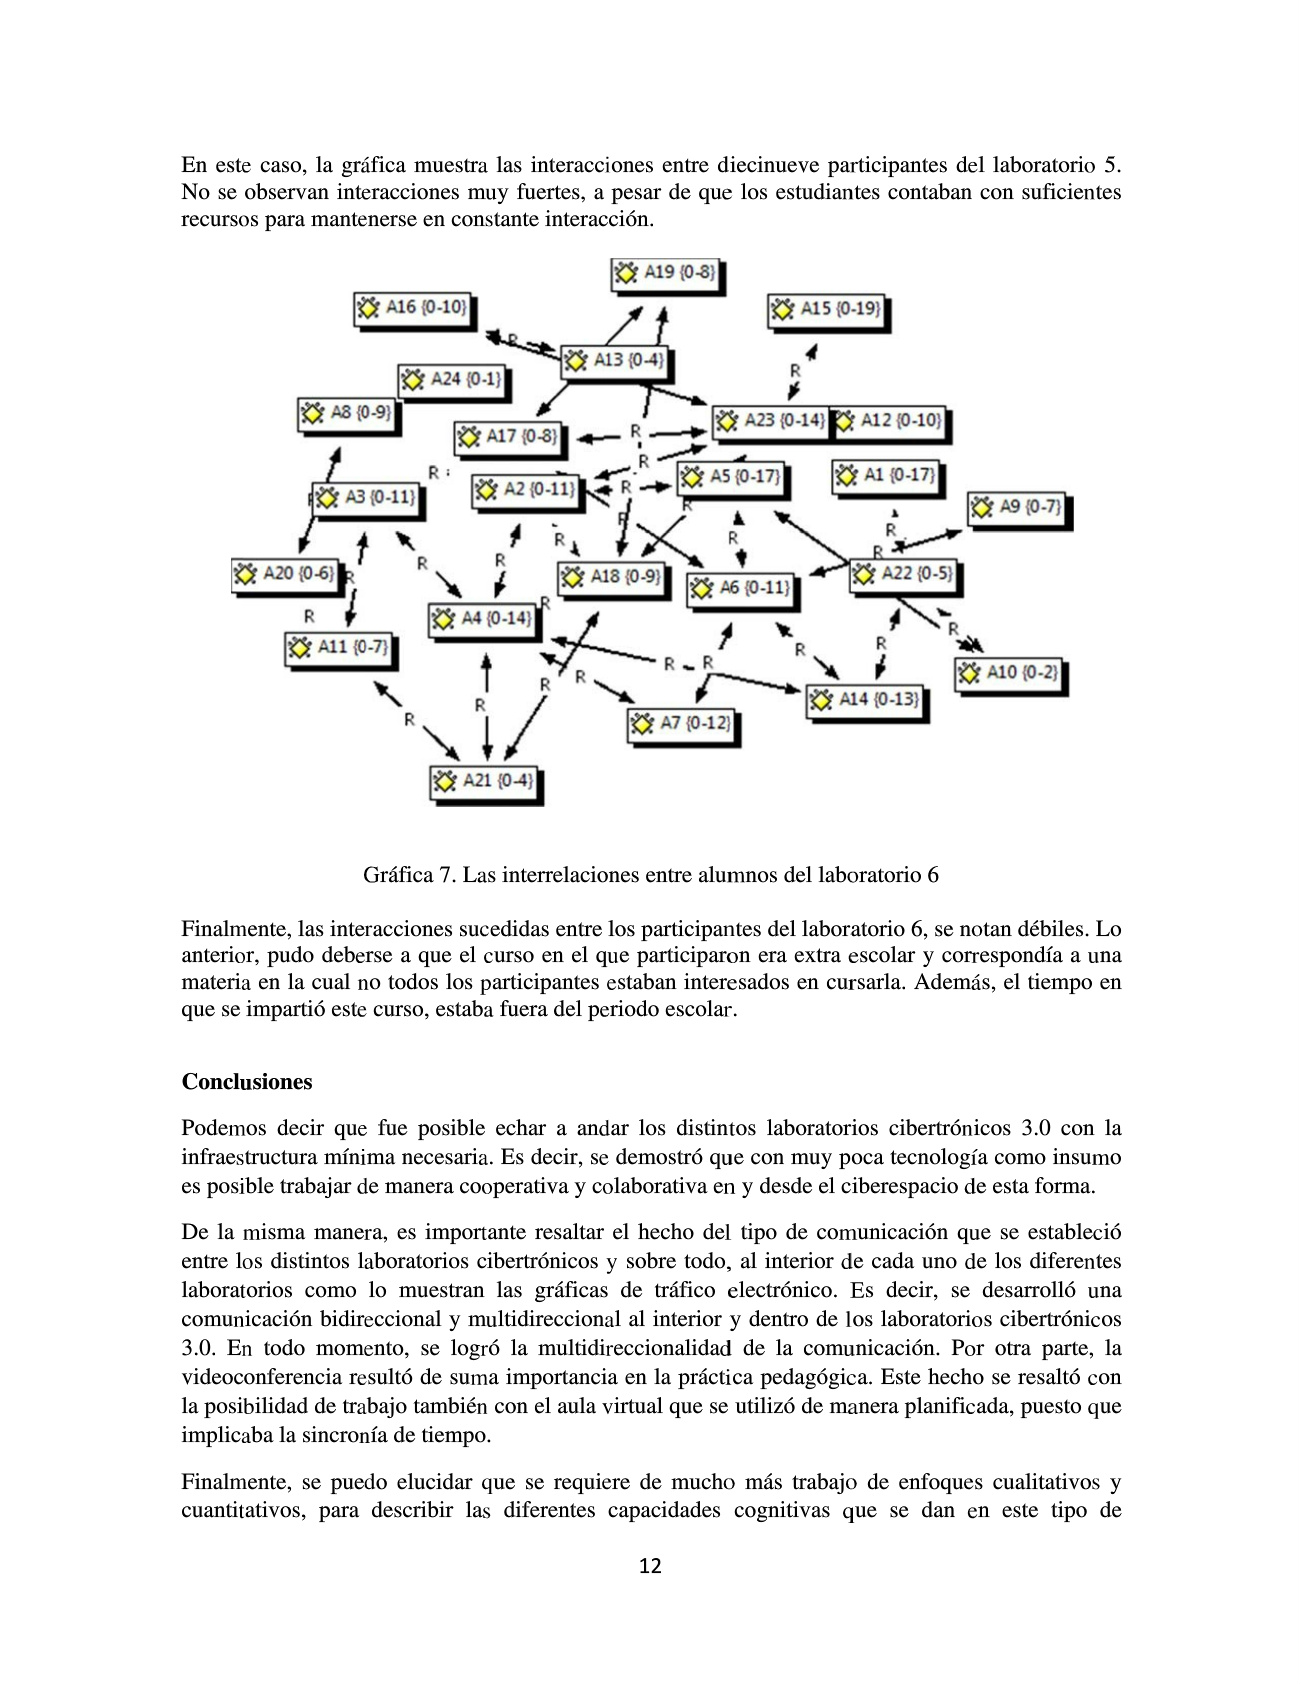 En este caso, la gráfica muestra las interacciones entre diecinueve participantes del laboratorio 5.
No se observan interacciones muy fuertes, a pesar de que los estudiantes contaban con suficientes
recursos para mantenerse en constante interacción.
A19 {0-8}
A16 {0-10}
A15 {0-19}
R
A13 {0-4}
R
A24 {0-1}
A8 {0-9}
A23 {0-14}
A12 {0-10}
A17 {0-8}
R
R
R
A5 {0-17}
A1 {0-17}
A2 {0-11}
R
A3 {0-11}
R
A9 {0-7}
R
R
R
R
R
R
R
A20 {0-6}
R
A18 {0-9}
A6 {0-11}
A22 {0-5}
R
R
A4 {0-14}
R
R
A11 {0-7}
R
R
R
R
A10 {0-2}
R
R
A14 {0-13}
R
R
A7 {0-12}
A21 {0-4}
Gráfica 7. Las interrelaciones entre alumnos del laboratorio 6
Finalmente, las interacciones sucedidas entre los participantes del laboratorio 6, se notan débiles. Lo
anterior, pudo deberse a que el curso en el que participaron era extra escolar y correspondía a una
materia en la cual no todos los participantes estaban interesados en cursarla. Además, el tiempo en
que se impartió este curso, estaba fuera del periodo escolar.
Conclusiones
Podemos decir que fue posible echar a andar los distintos laboratorios cibertrónicos 3.0 con la
infraestructura mínima necesaria. Es decir, se demostró que con muy poca tecnología como insumo
es posible trabajar de manera cooperativa y colaborativa en y desde el ciberespacio de esta forma.
De la misma manera, es importante resaltar el hecho del tipo de comunicación que se estableció
entre los distintos laboratorios cibertrónicos y sobre todo, al interior de cada uno de los diferentes
laboratorios como lo muestran las gráficas de tráfico electrónico. Es decir, se desarrolló una
comunicación bidireccional y multidireccional al interior y dentro de los laboratorios cibertrónicos
3.0. En todo momento, se logró la multidireccionalidad de la comunicación. Por otra parte, la
videoconferencia resultó de suma importancia en la práctica pedagógica. Este hecho se resaltó con
la posibilidad de trabajo también con el aula virtual que se utilizó de manera planificada, puesto que
implicaba la sincronía de tiempo.
Finalmente, se puedo elucidar que se requiere de mucho más trabajo de enfoques cualitativos y
cuantitativos, para describir las diferentes capacidades cognitivas que se dan en este tipo de
12